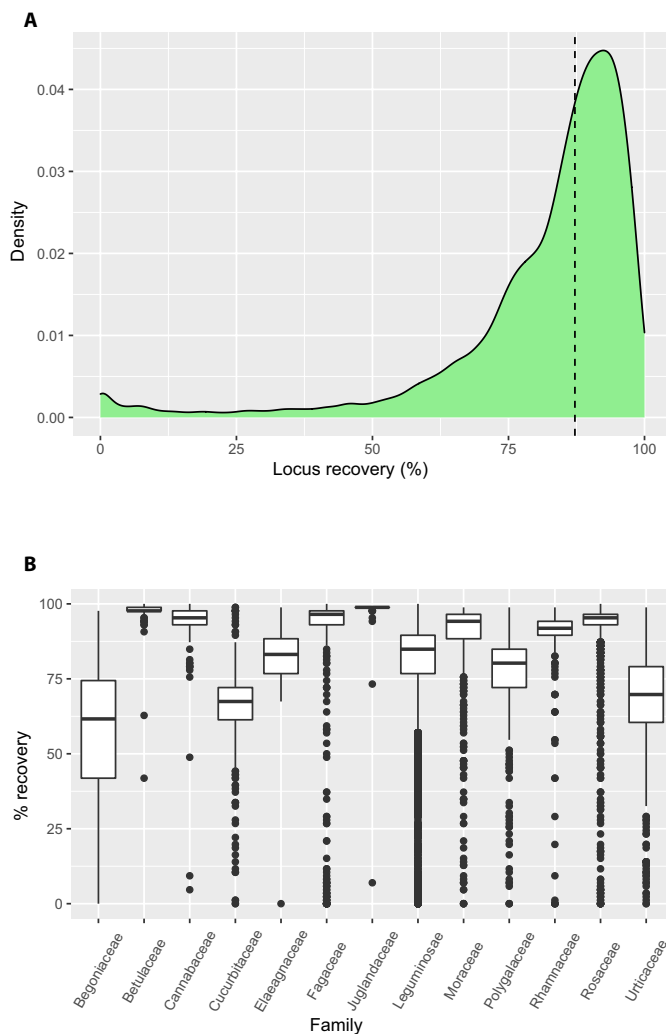 A
0.04
0.03
0.02
0.01
0.00
Density
0
25
50
75
100
Locus recovery (%)
B
100
75
50
25
0
% recovery
Begoniaceae
Betulaceae
Cannabaceae
Cucurbitaceae
Elaeagnaceae
Fagaceae
Juglandaceae
Leguminosae
Moraceae
Polygalaceae
Rhamnaceae
Rosaceae
Urticaceae
Family